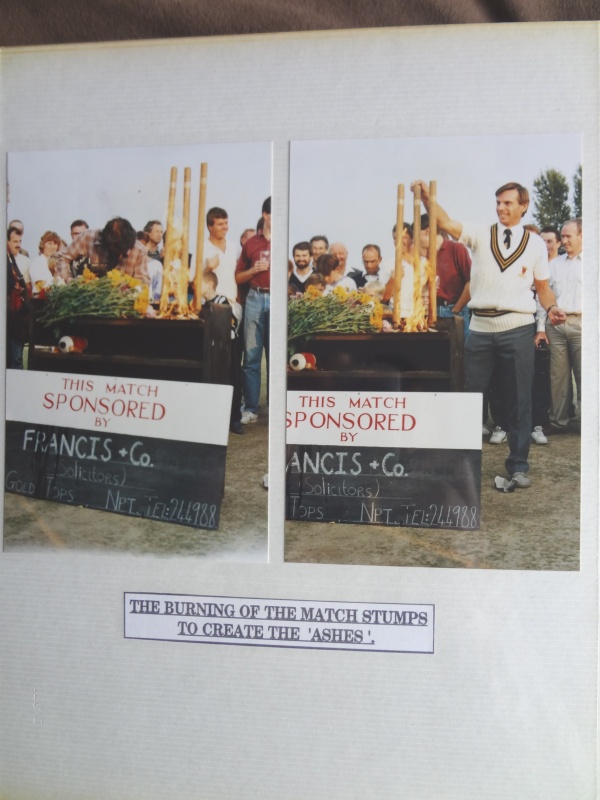 THIS MATCH
SPONSORED
BY
FRANCIS + Co.
(Solicitors)
GOLD TOPS NPT. TEL: 244988
THIS MATCH
SPONSORED
BY
ANCIS + Co.
(Solicitors)
TOPS NPT. TEL: 244988
THE BURNING OF THE MATCH STUMPS
TO CREATE THE 'ASHES '.